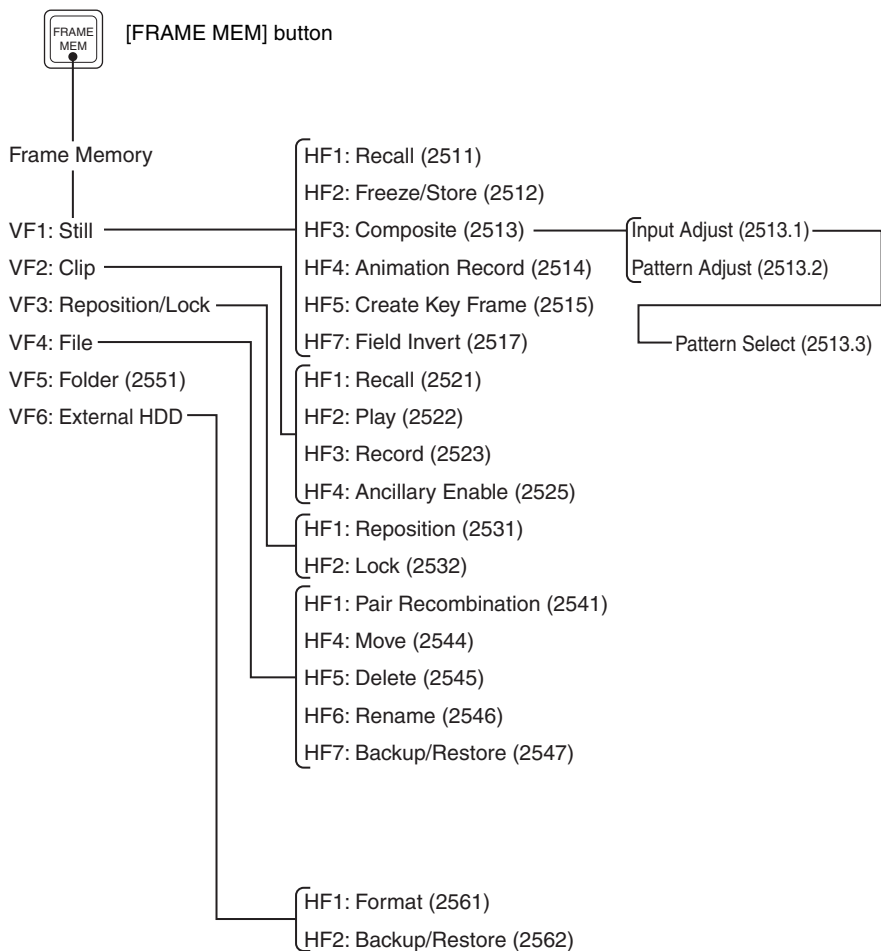 FRAME
MEM
[FRAME MEM] button
Frame Memory
VF1: Still
VF2: Clip
VF3: Reposition/Lock
VF4: File
VF5: Folder (2551)
VF6: External HDD
HF1: Recall (2511)
HF2: Freeze/Store (2512)
HF3: Composite (2513)
HF4: Animation Record (2514)
HF5: Create Key Frame (2515)
HF7: Field Invert (2517)
Input Adjust (2513.1)
Pattern Adjust (2513.2)
Pattern Select (2513.3)
HF1: Recall (2521)
HF2: Play (2522)
HF3: Record (2523)
HF4: Ancillary Enable (2525)
HF1: Reposition (2531)
HF2: Lock (2532)
HF1: Pair Recombination (2541)
HF4: Move (2544)
HF5: Delete (2545)
HF6: Rename (2546)
HF7: Backup/Restore (2547)
HF1: Format (2561)
HF2: Backup/Restore (2562)